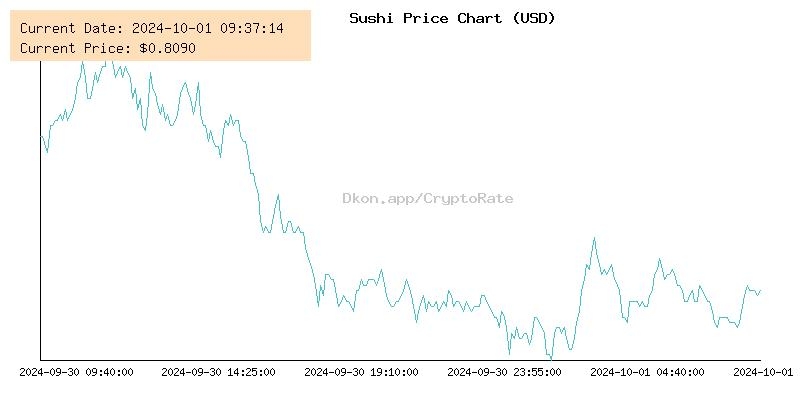 Sushi Price Chart (USD)
Current Date: 2024-10-01 09:37:14
Current Price: $0.8090
Dkon.app/CryptoRate
2024-09-30 09:40:00
2024-09-30 14:25:00
2024-09-30 19:10:00
2024-09-30 23:55:00
2024-10-01 04:40:00
2024-10-01